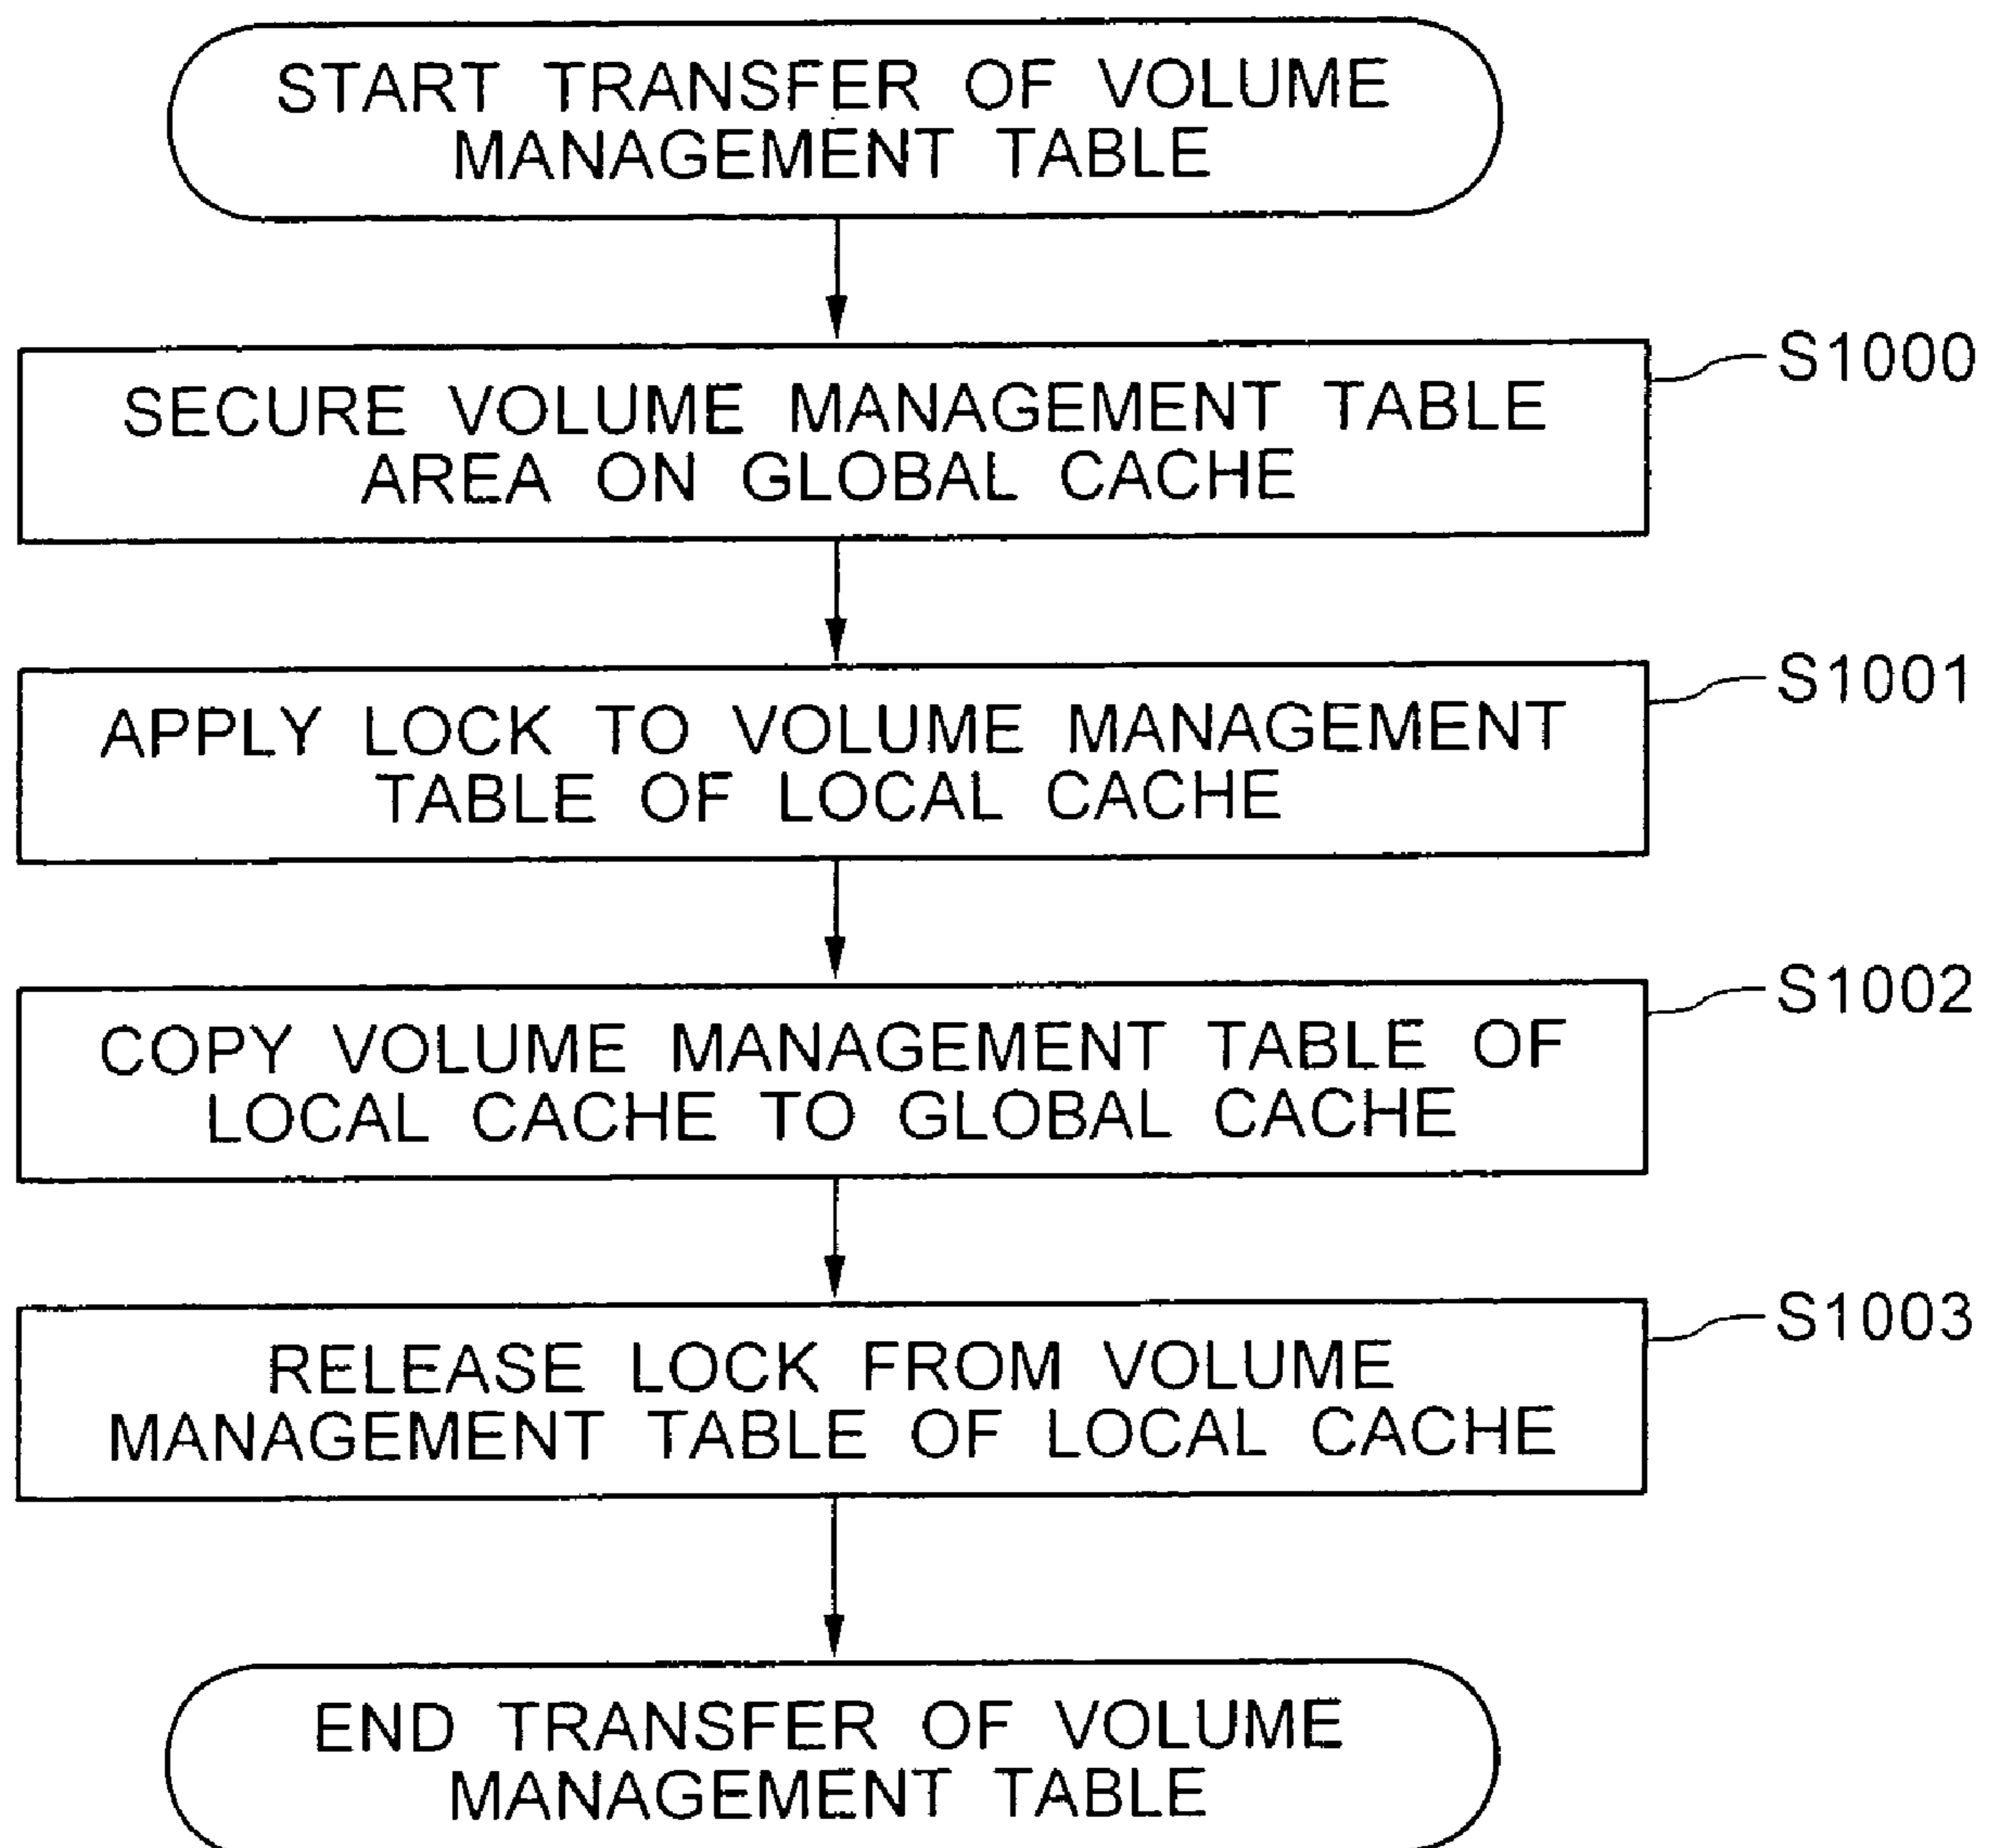 START TRANSFER OF VOLUME
MANAGEMENT TABLE
S1000
SECURE VOLUME MANAGEMENT TABLE
AREA ON GLOBAL CACHE
S1001
APPLY LOCK TO VOLUME MANAGEMENT
TABLE OF LOCAL CACHE
S1002
COPY VOLUME MANAGEMENT TABLE OF
LOCAL CACHE TO GLOBAL CACHE
S1003
RELEASE LOCK FROM VOLUME
MANAGEMENT TABLE OF LOCAL CACHE
END TRANSFER OF VOLUME
MANAGEMENT TABLE